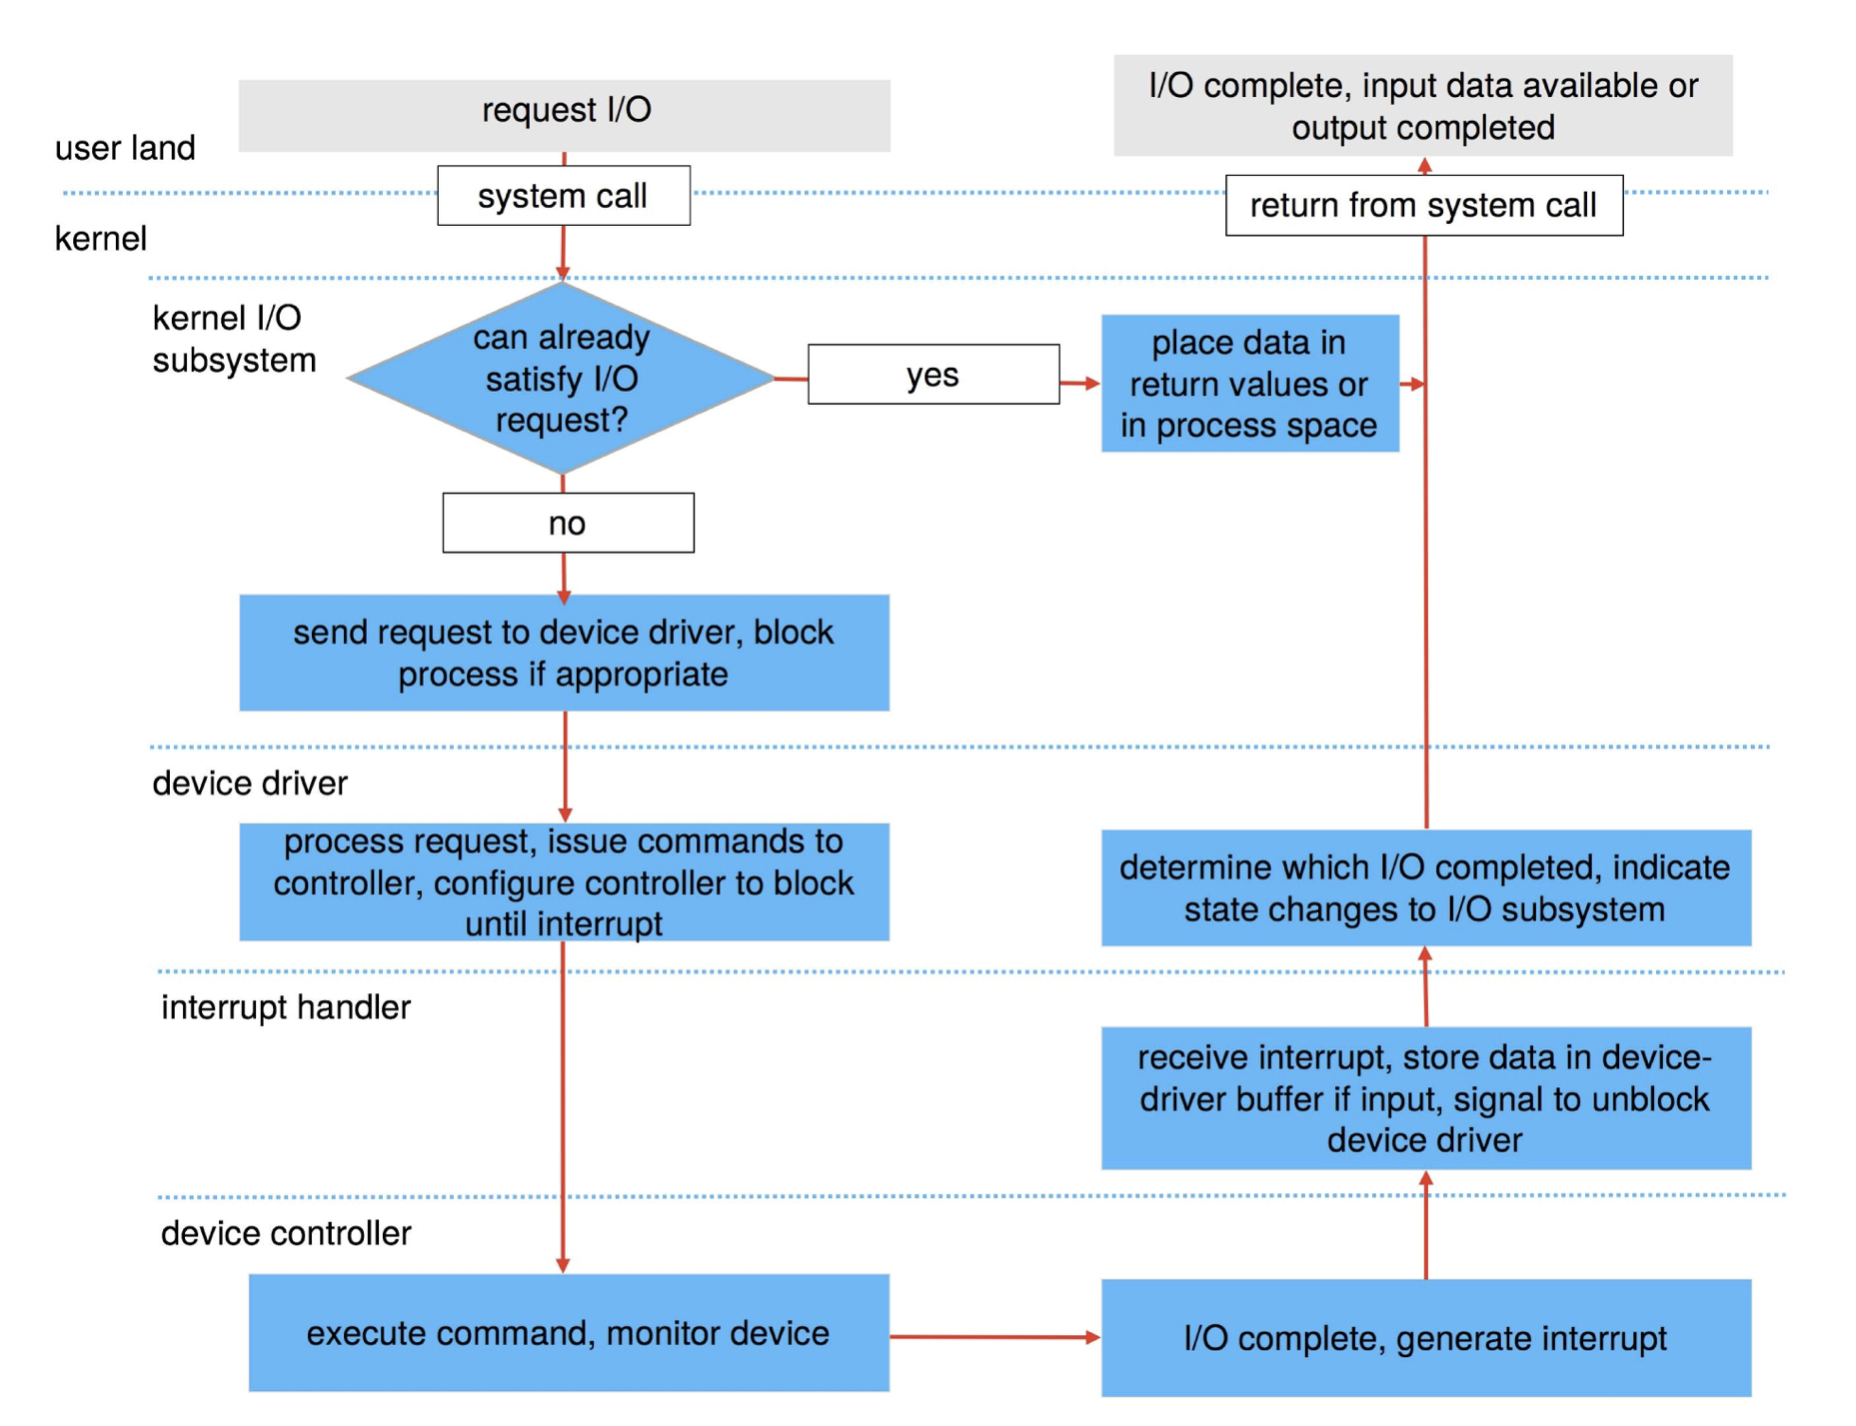 request I/O
I/O complete, input data available or
output completed
user land
system call
return from system call
kernel
kernel I/O
subsystem
can already
satisfy I/O
request?
yes
place data in
return values or
in process space
no
send request to device driver, block
process if appropriate
device driver
process request, issue commands to
controller, configure controller to block
until interrupt
determine which I/O completed, indicate
state changes to I/O subsystem
interrupt handler
receive interrupt, store data in device-
driver buffer if input, signal to unblock
device driver
device controller
execute command, monitor device
I/O complete, generate interrupt